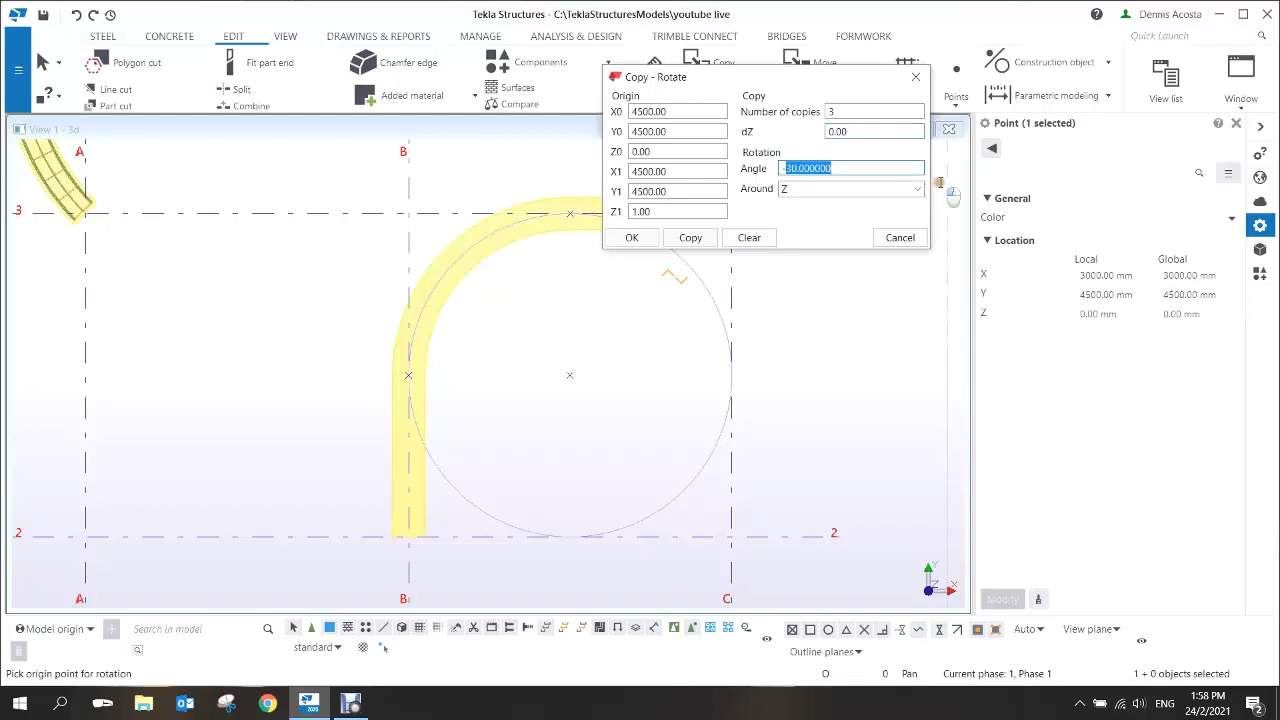 Tekla Structures - C:\TeklaStructuresModels\youtube live
Dennis Acosta
STEEL CONCRETE EDIT VIEW DRAWINGS & REPORTS MANAGE ANALYSIS & DESIGN TRIMBLE CONNECT BRIDGES FORMWORK
Quick Launch
Polygon cut
Line cut
Part cut
Fit part end
Split
Combine
Chamfer edge
Added material
Components
Surfaces
Compare
Copy
Move
Points
Construction object
Parametric modeling
View list
Window
View 1 - 3d
Copy - Rotate
Origin
X0 4500.00
Y0 4500.00
Z0 0.00
X1 4500.00
Y1 4500.00
Z1 1.00
Copy
Number of copies 3
dZ 0.00
Rotation
Angle -30.000000
Around Z
OK Copy Clear Cancel
Point (1 selected)
General
Color
Location
Local Global
X 3000.00 mm 3000.00 mm
Y 4500.00 mm 4500.00 mm
Z 0.00 mm 0.00 mm
Modify
A B
3
2 2
A B C
Y
Z X
Model origin
Search in model
standard
Auto
View plane
Outline planes
Pick origin point for rotation
O 0 Pan Current phase: 1, Phase 1 1 + 0 objects selected
2020
ENG
1:58 PM
24/2/2021
2